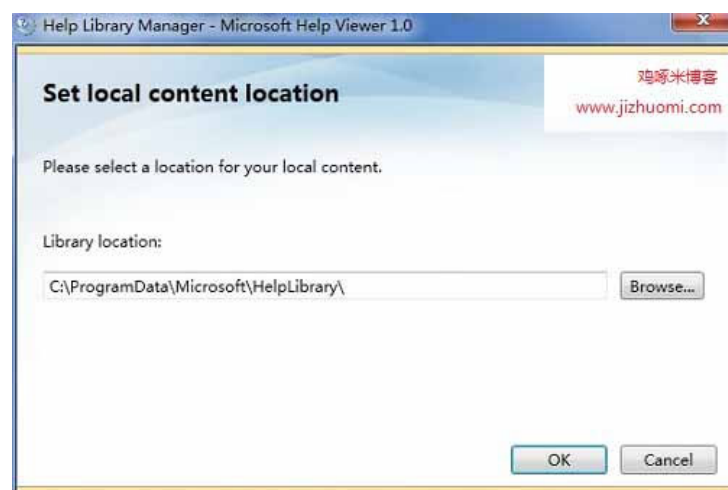 Help Library Manager - Microsoft Help Viewer 1.0
鸡啄米博客
www.jizhuomi.com
Set local content location
Please select a location for your local content.
Library location:
C:\ProgramData\Microsoft\HelpLibrary\
Browse...
OK
Cancel